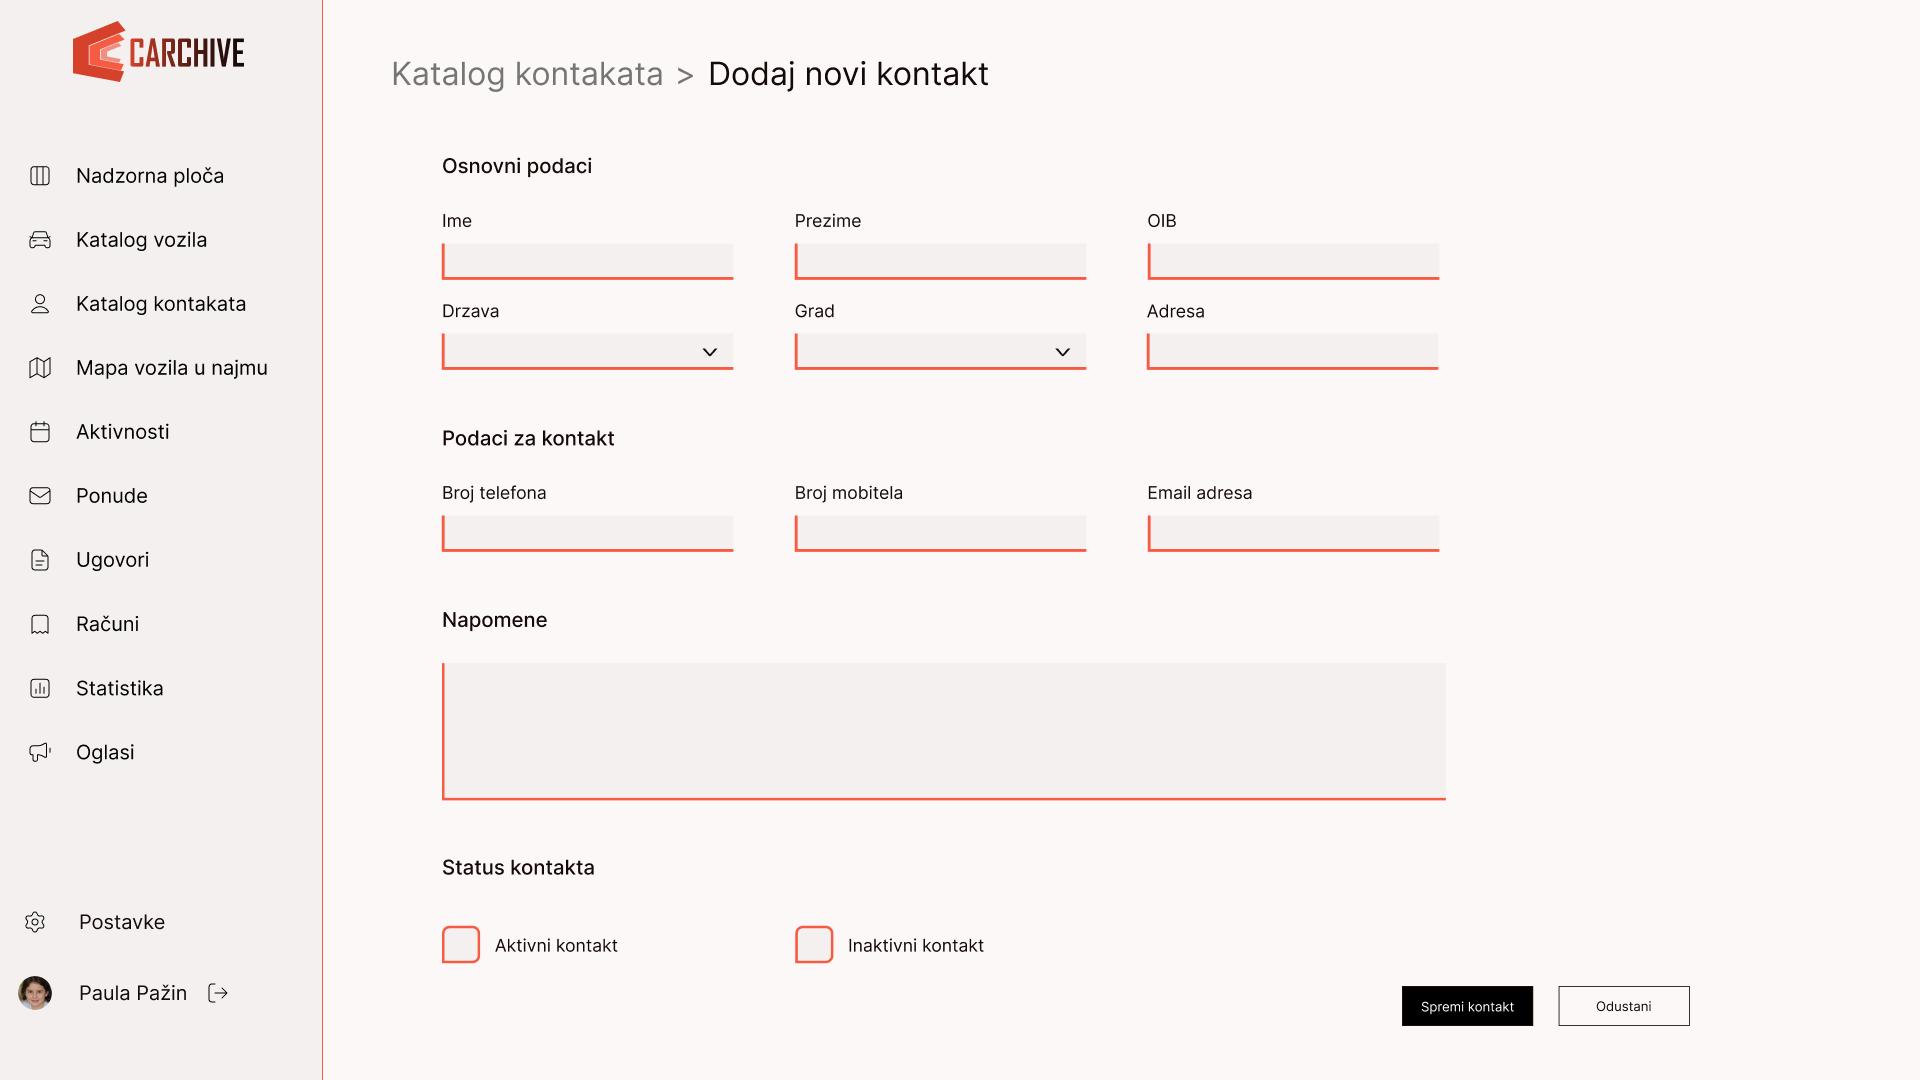 CARCHIVE
Nadzorna ploča
Katalog vozila
Katalog kontakata
Mapa vozila u najmu
Aktivnosti
Ponude
Ugovori
Računi
Statistika
Oglasi
Postavke
Paula Pažin
Katalog kontakata > Dodaj novi kontakt
Osnovni podaci
Ime Prezime OIB
Drzava Grad Adresa
Podaci za kontakt
Broj telefona Broj mobitela Email adresa
Napomene
Status kontakta
Aktivni kontakt Inaktivni kontakt
Spremi kontakt Odustani